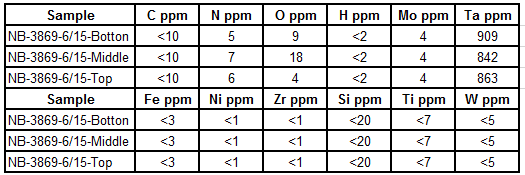 Sample C ppm N ppm O ppm H ppm Mo ppm Ta ppm
NB-3869-6/15-Botton <10 5 9 <2 4 909
NB-3869-6/15-Middle <10 7 18 <2 4 842
NB-3869-6/15-Top <10 6 4 <2 4 863
Sample Fe ppm Ni ppm Zr ppm Si ppm Ti ppm W ppm
NB-3869-6/15-Botton <3 <1 <1 <20 <7 <5
NB-3869-6/15-Middle <3 <1 <1 <20 <7 <5
NB-3869-6/15-Top <3 <1 <1 <20 <7 <5